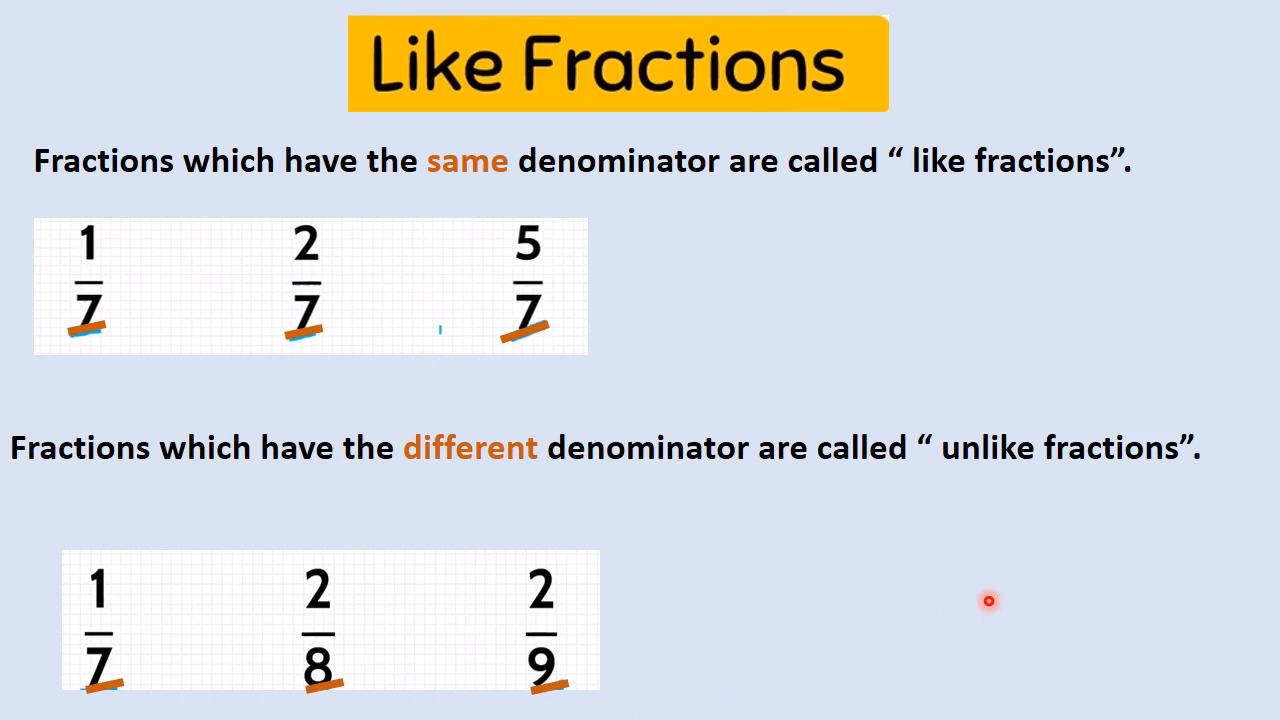 Like Fractions
Fractions which have the same denominator are called “ like fractions”.
1 2 5
7 7 7
Fractions which have the different denominator are called “ unlike fractions”.
1 2 2
7 8 9